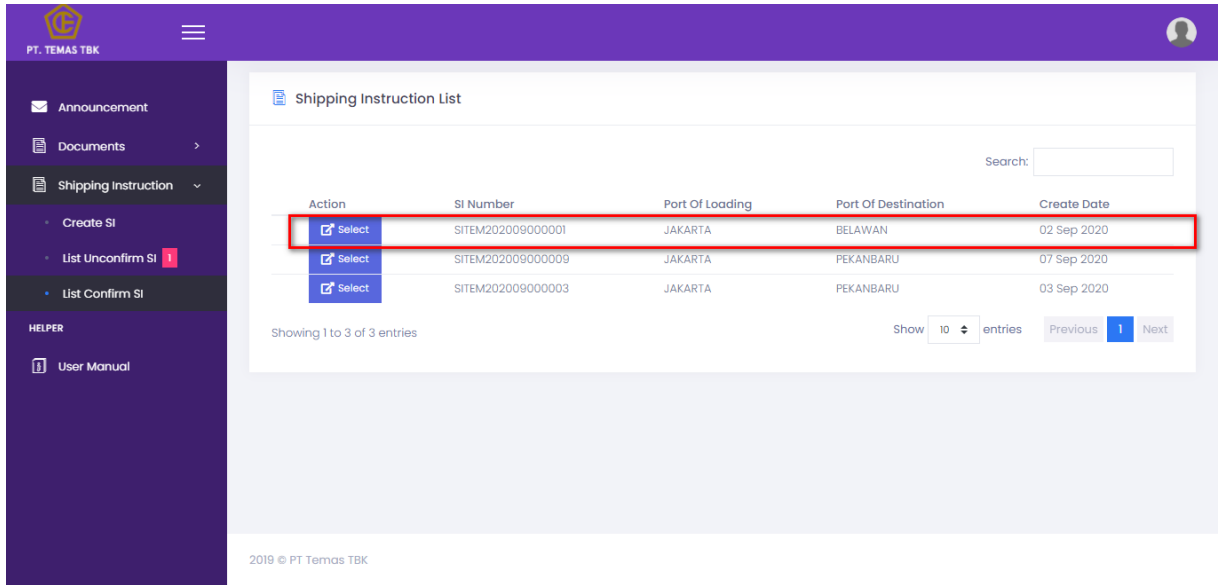 PT. TEMAS TBK
Announcement
Documents
Shipping Instruction
Create SI
List Unconfirm SI 1
List Confirm SI
HELPER
User Manual
Shipping Instruction List
Search:
Action SI Number Port Of Loading Port Of Destination Create Date
Select SITEM202009000001 JAKARTA BELAWAN 02 Sep 2020
Select SITEM202009000009 JAKARTA PEKANBARU 07 Sep 2020
Select SITEM202009000003 JAKARTA PEKANBARU 03 Sep 2020
Showing 1 to 3 of 3 entries Show 10 entries Previous 1 Next
2019 © PT Temas TBK